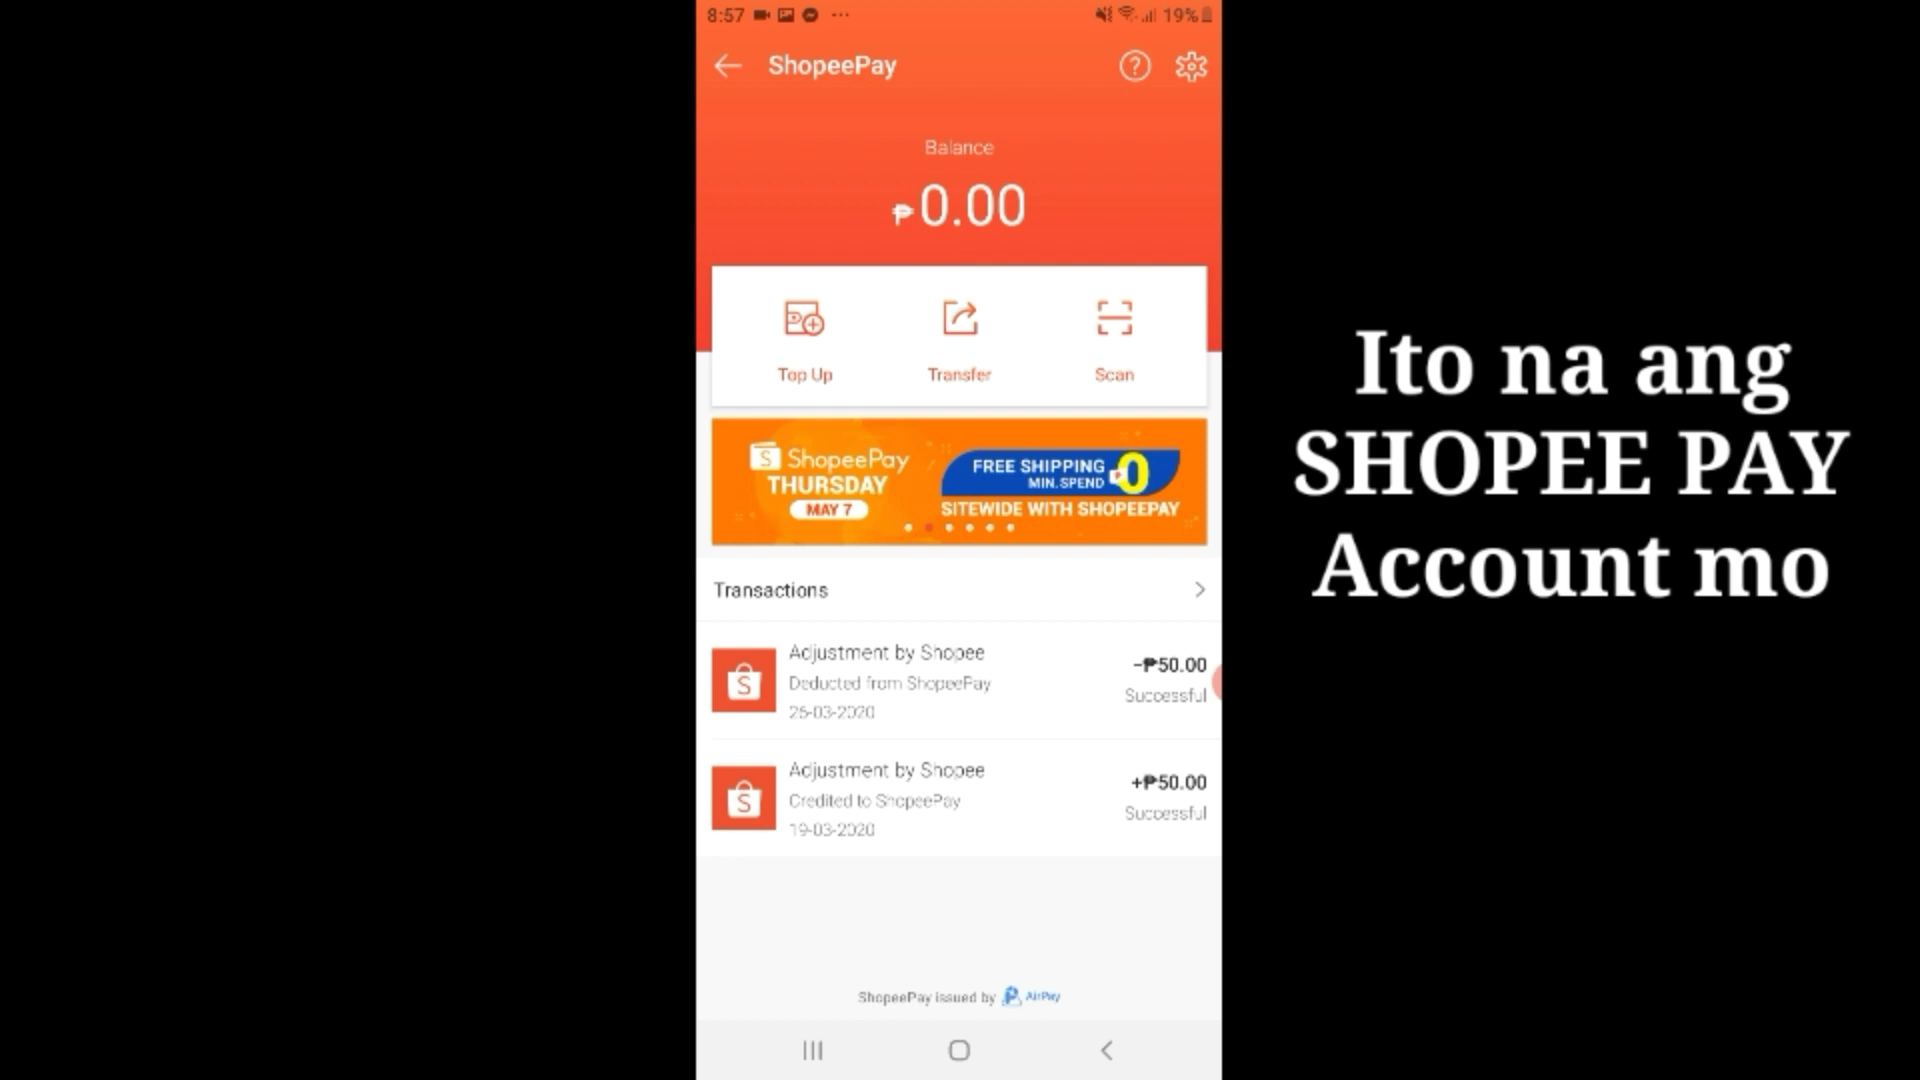 8:57
19%
ShopeePay
Balance
₱0.00
Top Up
Transfer
Scan
ShopeePay
THURSDAY
MAY 7
FREE SHIPPING
MIN. SPEND ₱0
SITEWIDE WITH SHOPEEPAY
Transactions
Adjustment by Shopee
Deducted from ShopeePay
26-03-2020
-₱50.00
Successful
Adjustment by Shopee
Credited to ShopeePay
19-03-2020
+₱50.00
Successful
ShopeePay issued by AirPay
Ito na ang
SHOPEE PAY
Account mo